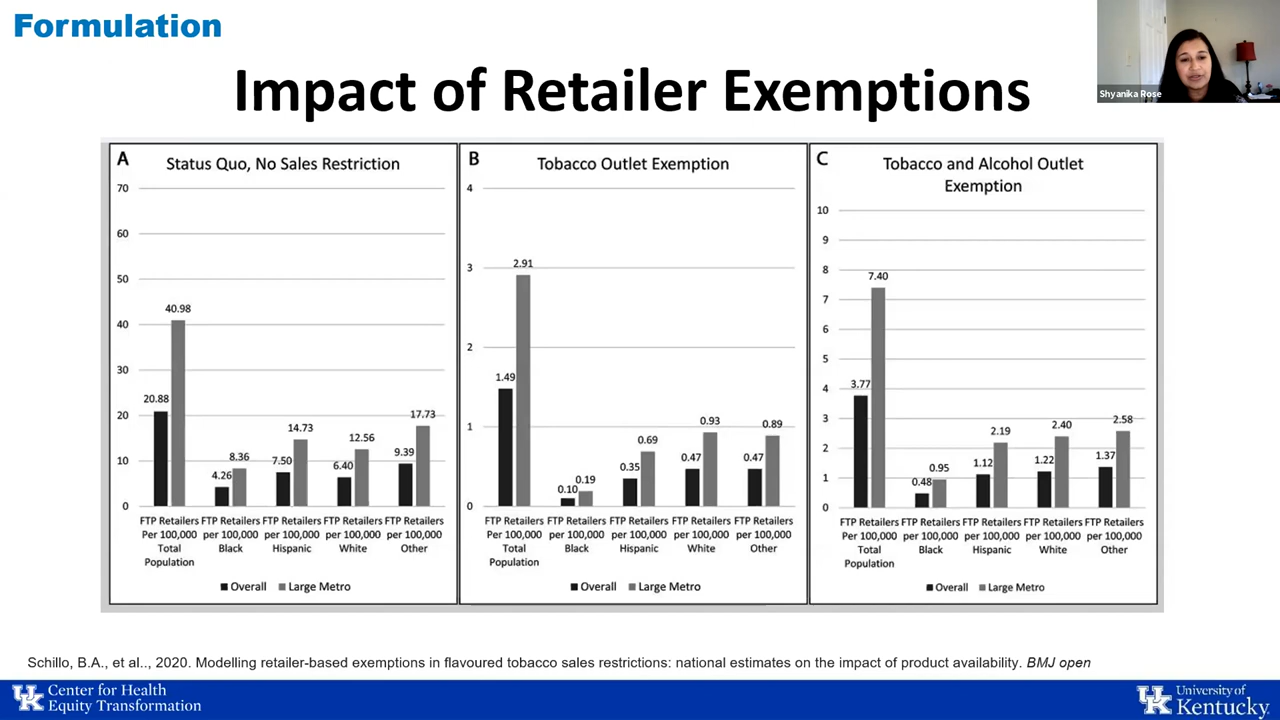 Formulation
Impact of Retailer Exemptions
Shyanika Rose
A
Status Quo, No Sales Restriction
70
60
50
40
30
20
10
0
20.88
40.98
4.26
8.36
7.50
14.73
6.40
12.56
9.39
17.73
FTP Retailers Per 100,000 Total Population
FTP Retailers per 100,000 Black
FTP Retailers per 100,000 Hispanic
FTP Retailers per 100,000 White
FTP Retailers per 100,000 Other
Overall
Large Metro
B
Tobacco Outlet Exemption
4
3
2
1
0
1.49
2.91
0.10
0.19
0.35
0.69
0.47
0.93
0.47
0.89
FTP Retailers Per 100,000 Total Population
FTP Retailers per 100,000 Black
FTP Retailers per 100,000 Hispanic
FTP Retailers per 100,000 White
FTP Retailers per 100,000 Other
Overall
Large Metro
C
Tobacco and Alcohol Outlet
Exemption
10
9
8
7
6
5
4
3
2
1
0
3.77
7.40
0.48
0.95
1.12
2.19
1.22
2.40
1.37
2.58
FTP Retailers Per 100,000 Total Population
FTP Retailers per 100,000 Black
FTP Retailers per 100,000 Hispanic
FTP Retailers per 100,000 White
FTP Retailers per 100,000 Other
Overall
Large Metro
Schillo, B.A., et al.., 2020. Modelling retailer-based exemptions in flavoured tobacco sales restrictions: national estimates on the impact of product availability. BMJ open
UK Center for Health
Equity Transformation
UK University of
Kentucky.